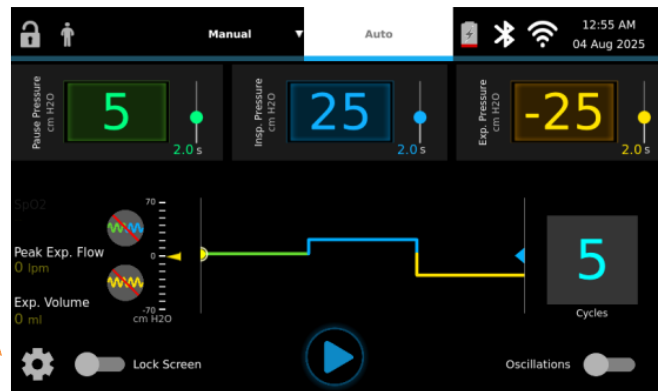 Manual
Auto
12:55 AM
04 Aug 2025
Pause Pressure
cm H2O
5
2.0 s
Insp. Pressure
cm H2O
25
2.0 s
Exp. Pressure
cm H2O
-25
2.0 s
SpO2
70
Peak Exp. Flow
0 lpm
0
Exp. Volume
0 ml
-70
cm H2O
5
Cycles
Lock Screen
Oscillations